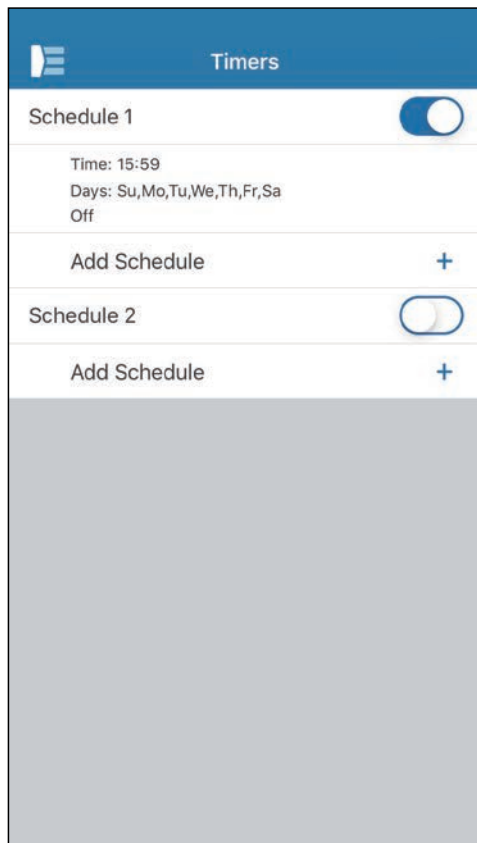 Timers
Schedule 1
Time: 15:59
Days: Su,Mo,Tu,We,Th,Fr,Sa
Off
Add Schedule +
Schedule 2
Add Schedule +